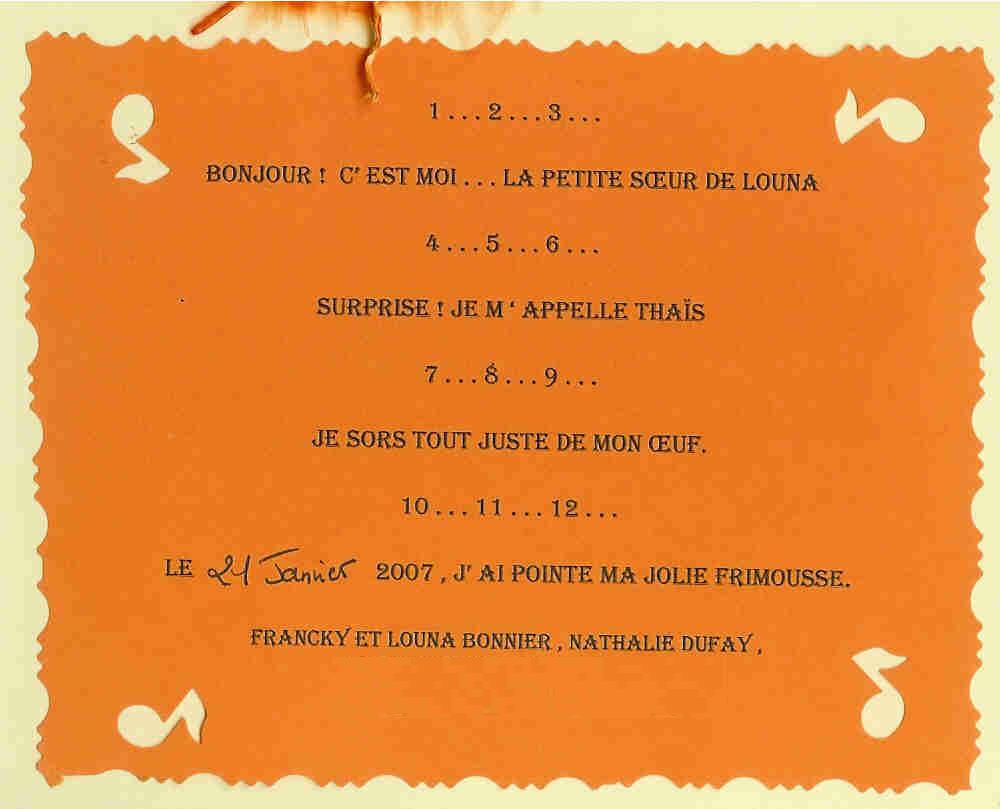 1...2...3...
BONJOUR ! C'EST MOI... LA PETITE SŒUR DE LOUNA
4...5...6...
SURPRISE ! JE M ' APPELLE THAÏS
7...8...9...
JE SORS TOUT JUSTE DE MON ŒUF.
10...11...12...
LE 21 Janvier 2007, J' AI POINTE MA JOLIE FRIMOUSSE.
FRANCKY ET LOUNA BONNIER, NATHALIE DUFAY,